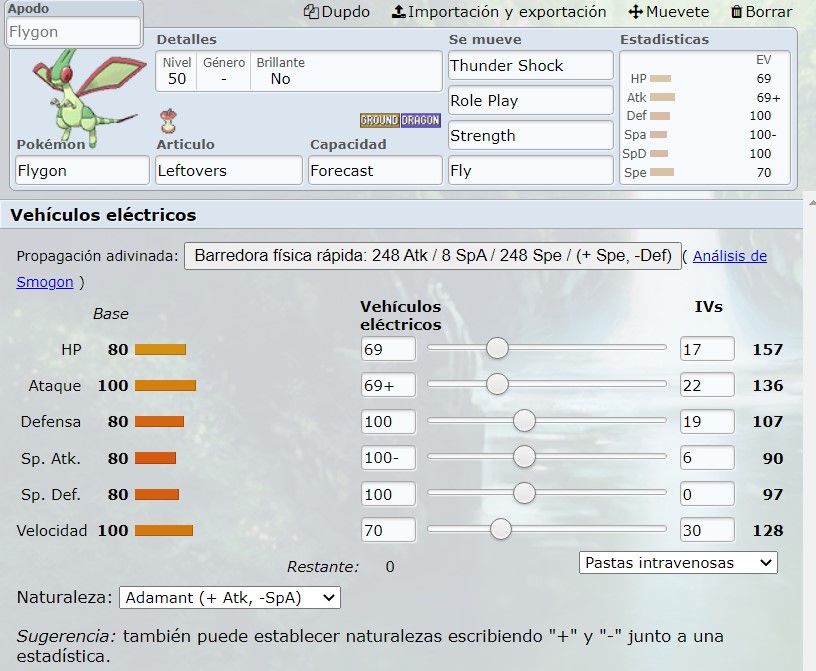 Apodo
Dupdo Importación y exportación Muevete Borrar
Flygon
Detalles Se mueve Estadisticas
Nivel Género Brillante Thunder Shock EV
50 - No HP 69
Role Play Atk 69+
GROUND DRAGON Def 100
Strength Spa 100-
Pokémon Articulo Capacidad SpD 100
Flygon Leftovers Forecast Fly Spe 70
Vehículos eléctricos
Propagación adivinada: Barredora física rápida: 248 Atk / 8 SpA / 248 Spe / (+ Spe, -Def) ( Análisis de
Smogon )
Base Vehículos IVs
eléctricos
HP 80 69 17 157
Ataque 100 69+ 22 136
Defensa 80 100 19 107
Sp. Atk. 80 100- 6 90
Sp. Def. 80 100 0 97
Velocidad 100 70 30 128
Restante: 0 Pastas intravenosas
Naturaleza: Adamant (+ Atk, -SpA)
Sugerencia: también puede establecer naturalezas escribiendo "+" y "-" junto a una
estadística.